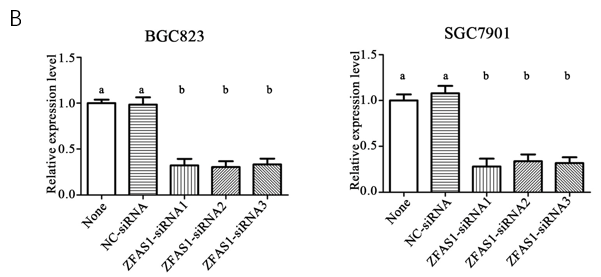 B
BGC823
Relative expression level
1.5
1.0
0.5
0.0
a
a
b
b
b
None
NC-siRNA
ZFAS1-siRNA1
ZFAS1-siRNA2
ZFAS1-siRNA3
SGC7901
Relative expression level
1.5
1.0
0.5
0.0
a
a
b
b
b
None
NC-siRNA
ZFAS1-siRNA1
ZFAS1-siRNA2
ZFAS1-siRNA3